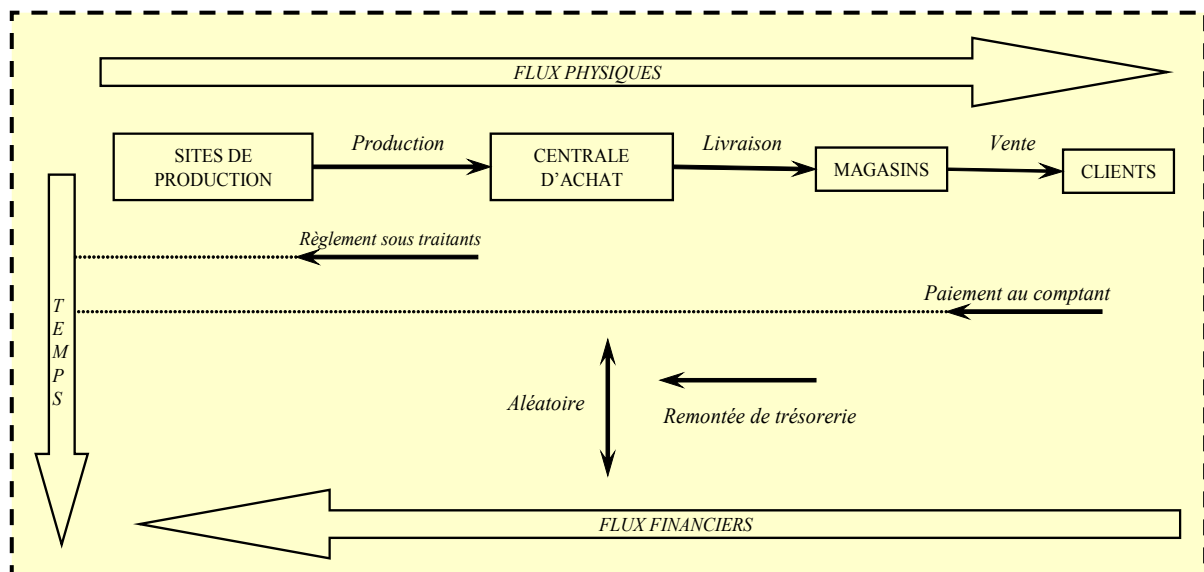 FLUX PHYSIQUES
Production
Livraison
Vente
SITES DE
PRODUCTION
CENTRALE
D’ACHAT
MAGASINS
CLIENTS
Règlement sous traitants
Paiement au comptant
T
E
M
P
S
Aléatoire
Remontée de trésorerie
FLUX FINANCIERS